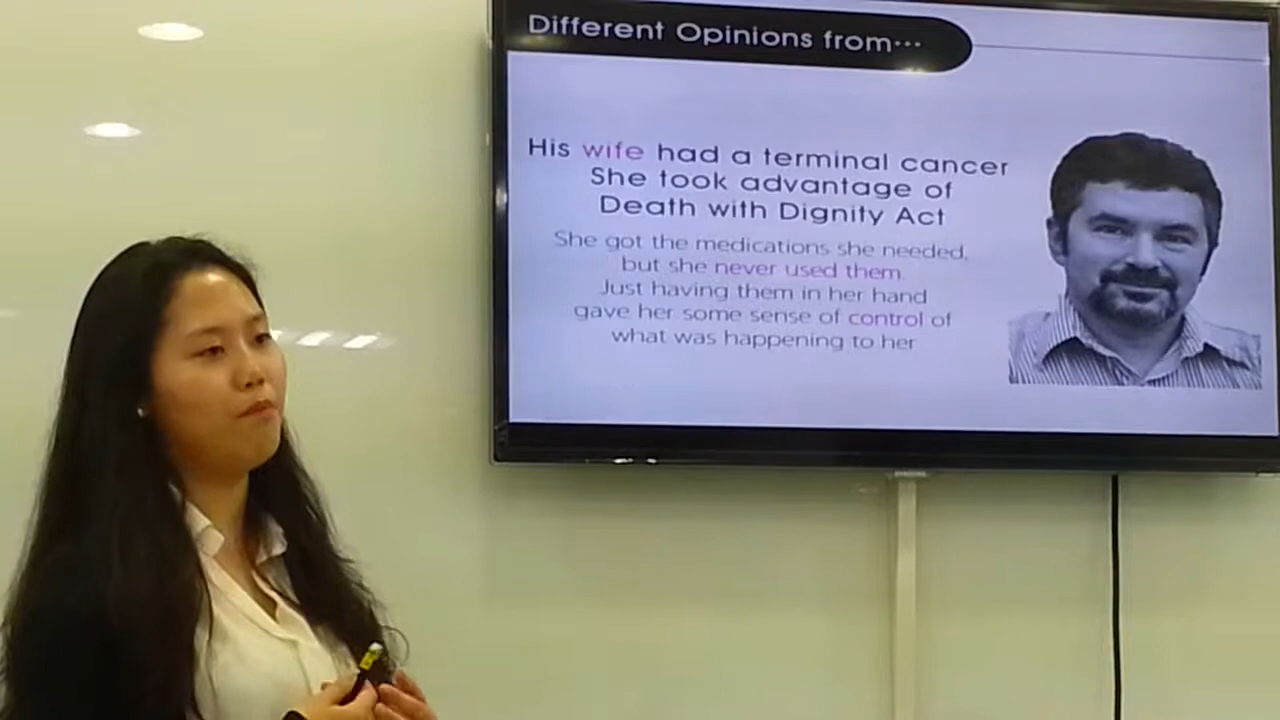 Different Opinions from...
His wife had a terminal cancer
She took advantage of
Death with Dignity Act
She got the medications she needed,
but she never used them.
Just having them in her hand
gave her some sense of control of
what was happening to her